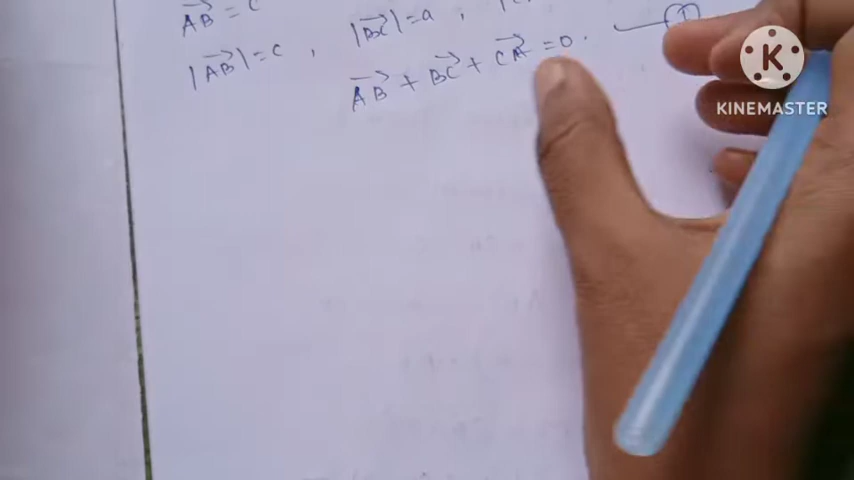 AB⃗ = c
|AB⃗| = c , |BC⃗| = a ,
AB⃗ + BC⃗ + CA⃗ = 0. — ①
KINEMASTER